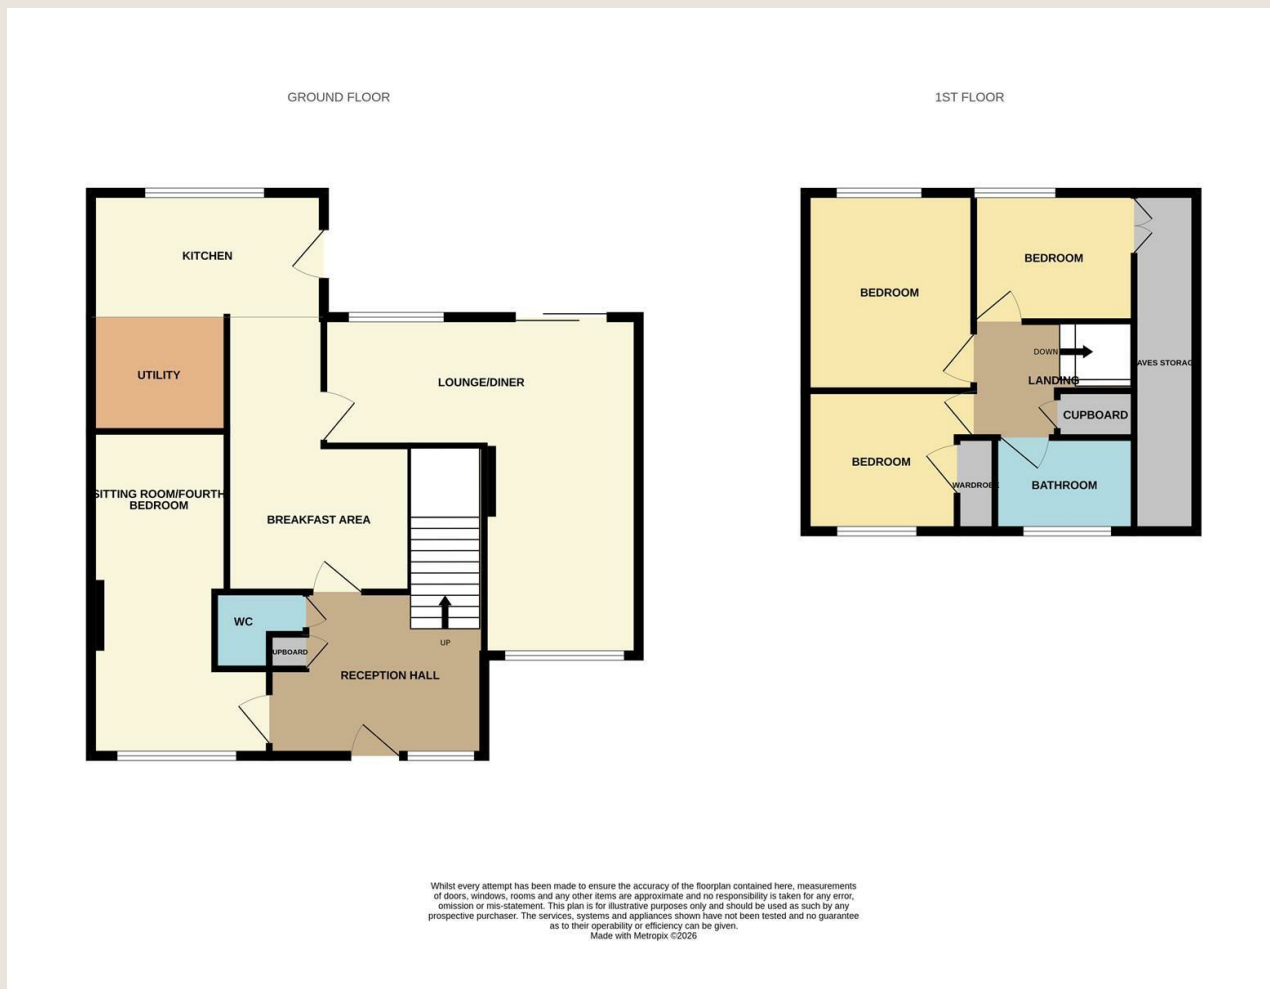 GROUND FLOOR
1ST FLOOR
KITCHEN
UTILITY
LOUNGE/DINER
SITTING ROOM/FOURTH
BEDROOM
BREAKFAST AREA
WC
UPBOARD
UP
RECEPTION HALL
BEDROOM
BEDROOM
DOWN
LANDING
AVES STORAG
CUPBOARD
BEDROOM
WARDROBE
BATHROOM
Whilst every attempt has been made to ensure the accuracy of the floorplan contained here, measurements
of doors, windows, rooms and any other items are approximate and no responsibility is taken for any error,
omission or mis-statement. This plan is for illustrative purposes only and should be used as such by any
prospective purchaser. The services, systems and appliances shown have not been tested and no guarantee
as to their operability or efficiency can be given.
Made with Metropix ©2026